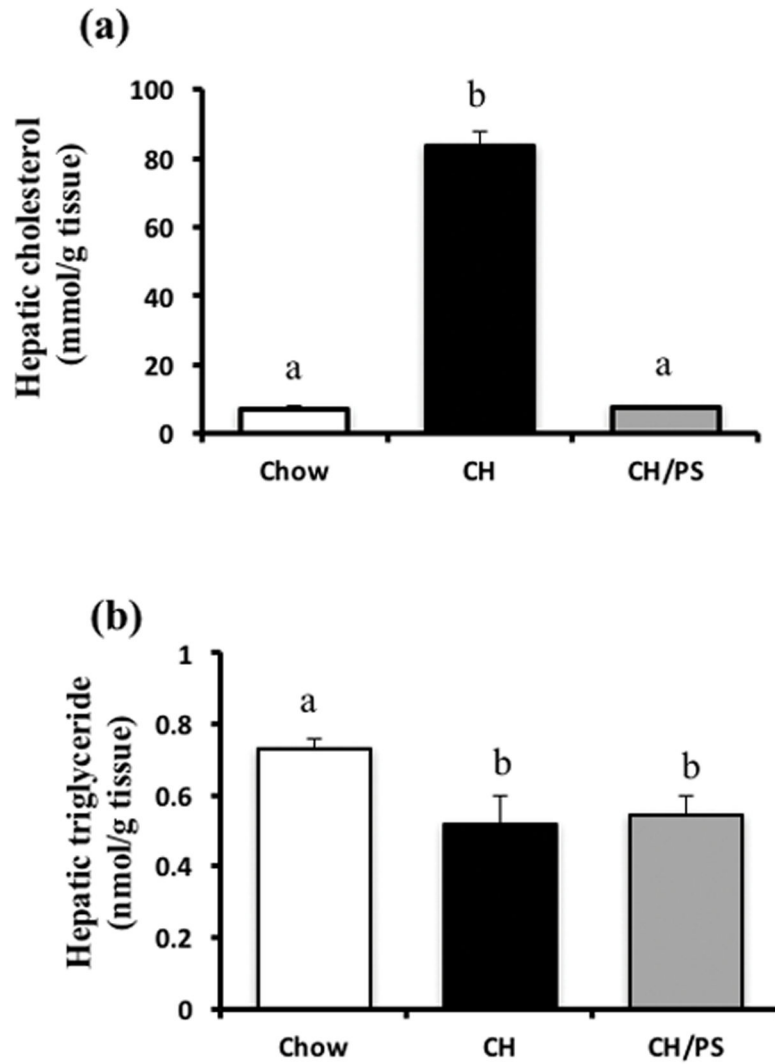 (a)
Hepatic cholesterol
(mmol/g tissue)
100
80
60
40
20
0
b
a
a
Chow CH CH/PS
(b)
Hepatic triglyceride
(nmol/g tissue)
1
0.8
0.6
0.4
0.2
0
a
b
b
Chow CH CH/PS